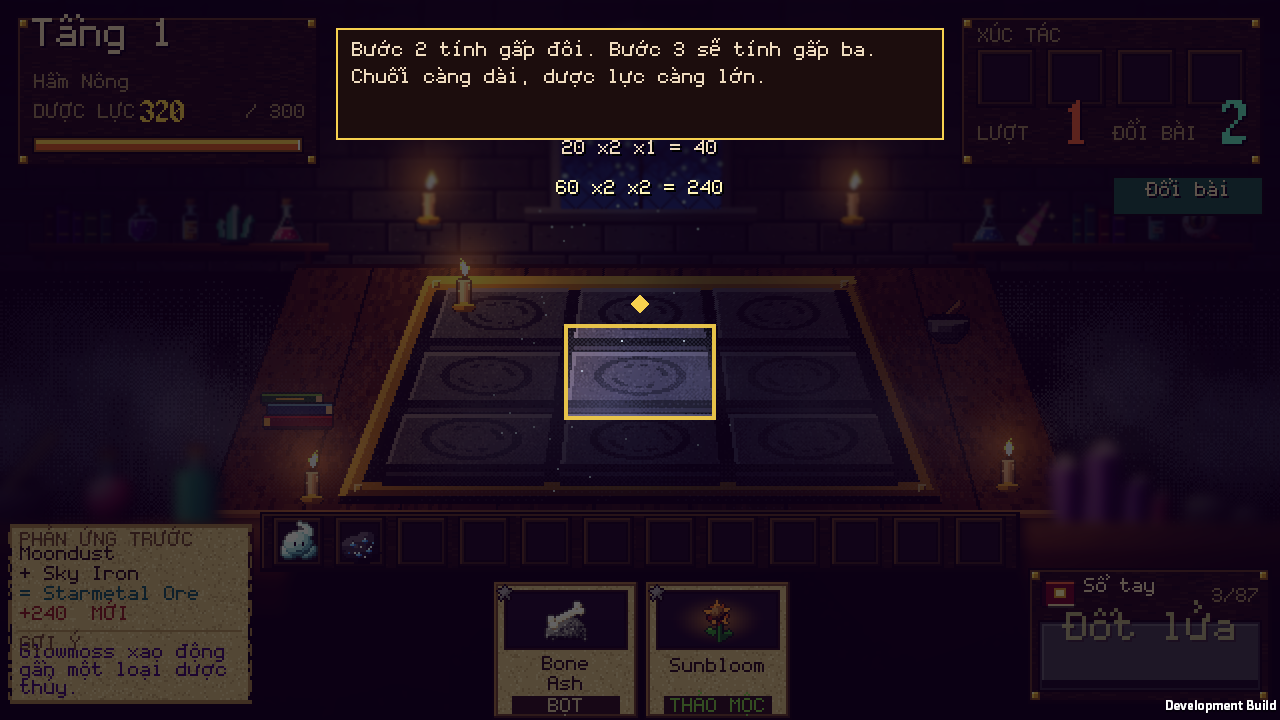 Tầng 1
Hầm Nông
DƯỢC LỰC 320 / 300
Bước 2 tính gấp đôi. Bước 3 sẽ tính gấp ba.
Chuỗi càng dài, dược lực càng lớn.
20 x2 x1 = 40
60 x2 x2 = 240
XÚC TÁC
LƯỢT 1 ĐỔI BÀI 2
Đổi bài
PHẢN ỨNG TRƯỚC
Moondust
+ Sky Iron
= Starmetal Ore
+240 MỚI
GỢI Ý
Glowmoss xao động
gần một loại dược
thủy.
Bone
Ash
BỘT
Sunbloom
THẢO MỘC
Sổ tay
3/87
Đốt lửa
Development Build